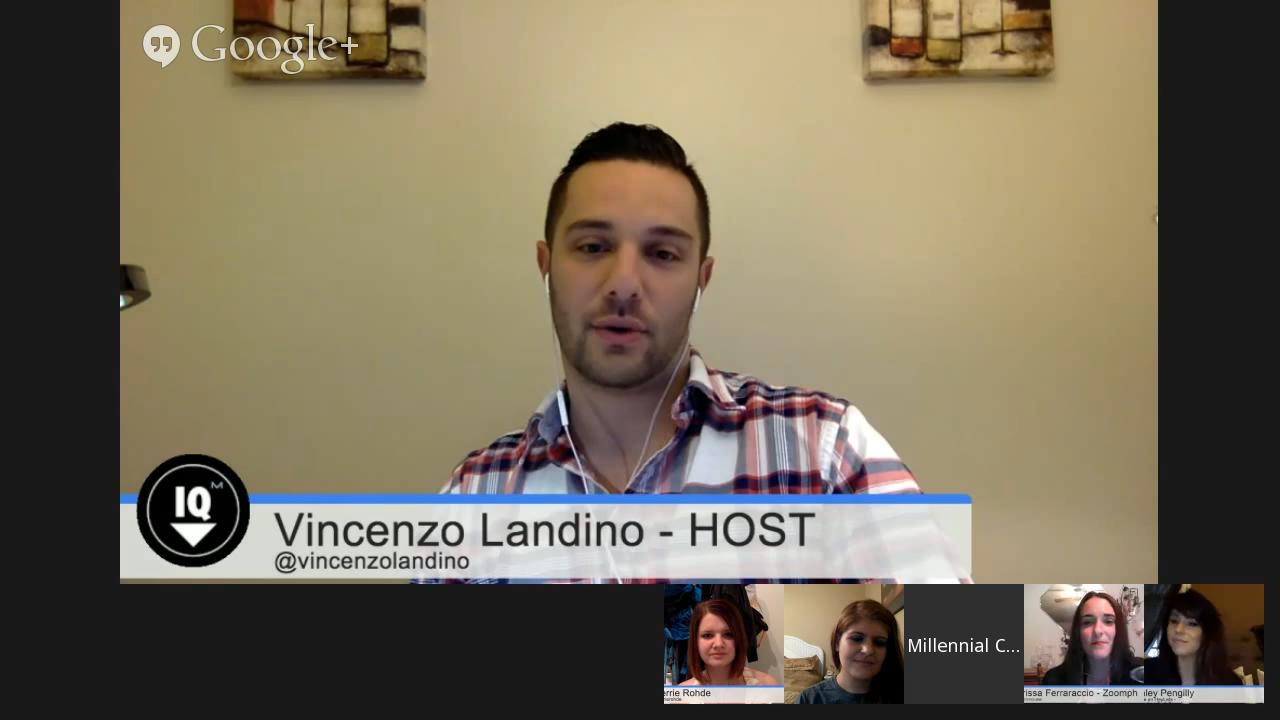 Google+
IQ
M
Vincenzo Landino - HOST
@vincenzolandino
Millennial C...
errie Rohde
rissa Ferraraccio - Zoomph
ley Pengilly